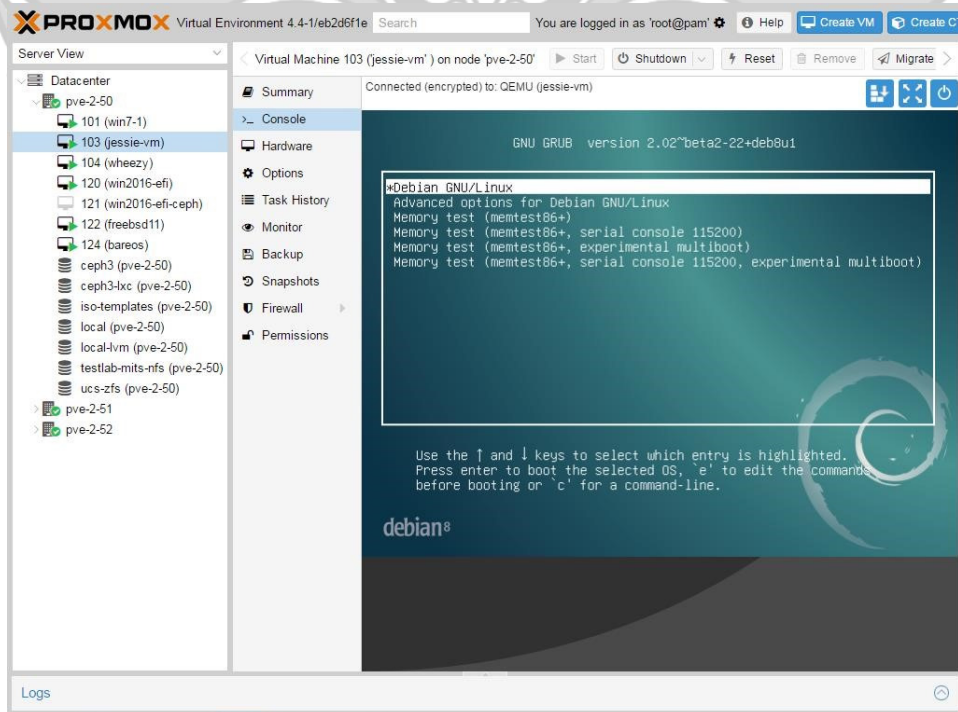 PROXMOX Virtual Environment 4.4-1/eb2d6f1e Search You are logged in as 'root@pam' Help Create VM Create C
Server View
Virtual Machine 103 ('jessie-vm' ) on node 'pve-2-50' Start Shutdown Reset Remove Migrate
Datacenter
pve-2-50
101 (win7-1)
103 (jessie-vm)
104 (wheezy)
120 (win2016-efi)
121 (win2016-efi-ceph)
122 (freebsd11)
124 (bareos)
ceph3 (pve-2-50)
ceph3-lxc (pve-2-50)
iso-templates (pve-2-50)
local (pve-2-50)
local-lvm (pve-2-50)
testlab-mits-nfs (pve-2-50)
ucs-zfs (pve-2-50)
pve-2-51
pve-2-52
Summary
>_ Console
Hardware
Options
Task History
Monitor
Backup
Snapshots
Firewall
Permissions
Connected (encrypted) to: QEMU (jessie-vm)
GNU GRUB version 2.02~beta2-22+deb8u1
*Debian GNU/Linux
Advanced options for Debian GNU/Linux
Memory test (memtest86+)
Memory test (memtest86+, serial console 115200)
Memory test (memtest86+, experimental multiboot)
Memory test (memtest86+, serial console 115200, experimental multiboot)
Use the ↑ and ↓ keys to select which entry is highlighted.
Press enter to boot the selected OS, `e' to edit the commands
before booting or `c' for a command-line.
debian 8
Logs